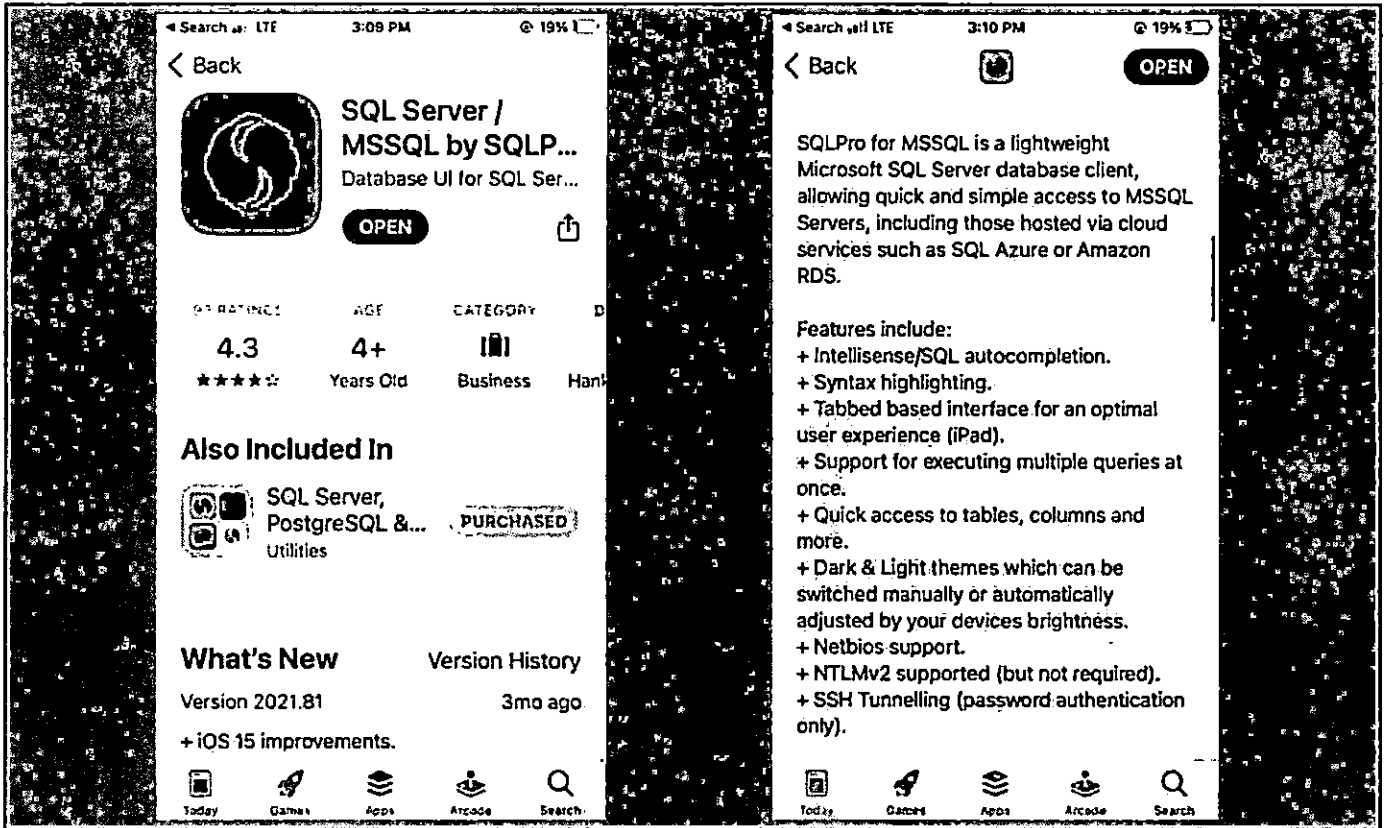 Search LTE 3:09 PM 19%
Back
SQL Server /
MSSQL by SQLP...
Database UI for SQL Ser...
OPEN
RATINGS AGE CATEGORY D
4.3 4+
Years Old Business Hank
Also Included In
SQL Server,
PostgreSQL &...
PURCHASED
Utilities
What's New Version History
Version 2021.81 3mo ago
+ iOS 15 improvements.
Today Games Apps Arcade Search
Search LTE 3:10 PM 19%
Back OPEN
SQLPro for MSSQL is a lightweight
Microsoft SQL Server database client,
allowing quick and simple access to MSSQL
Servers, including those hosted via cloud
services such as SQL Azure or Amazon
RDS.
Features include:
+ Intellisense/SQL autocompletion.
+ Syntax highlighting.
+ Tabbed based interface for an optimal
user experience (iPad).
+ Support for executing multiple queries at
once.
+ Quick access to tables, columns and
more.
+ Dark & Light themes which can be
switched manually or automatically
adjusted by your devices brightness.
+ Netbios support.
+ NTLMv2 supported (but not required).
+ SSH Tunnelling (password authentication
only).
Today Games Apps Arcade Search